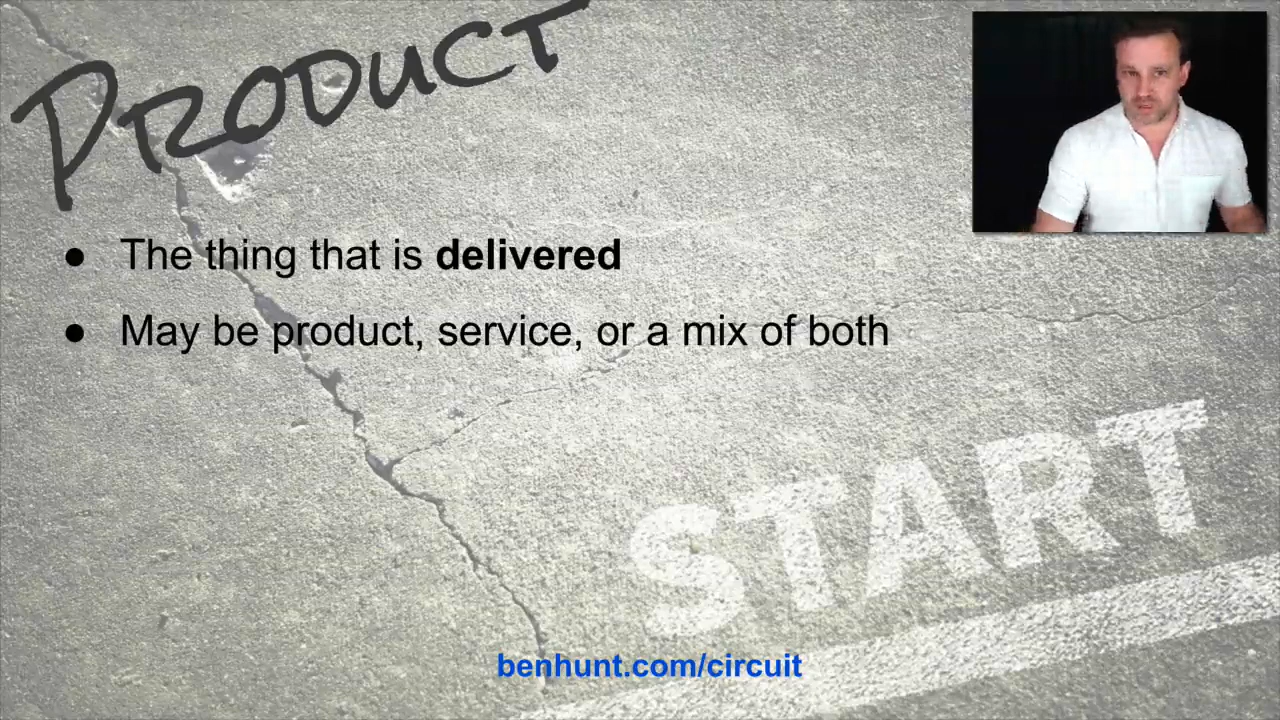 PRODUCT
● The thing that is delivered
● May be product, service, or a mix of both
START
benhunt.com/circuit